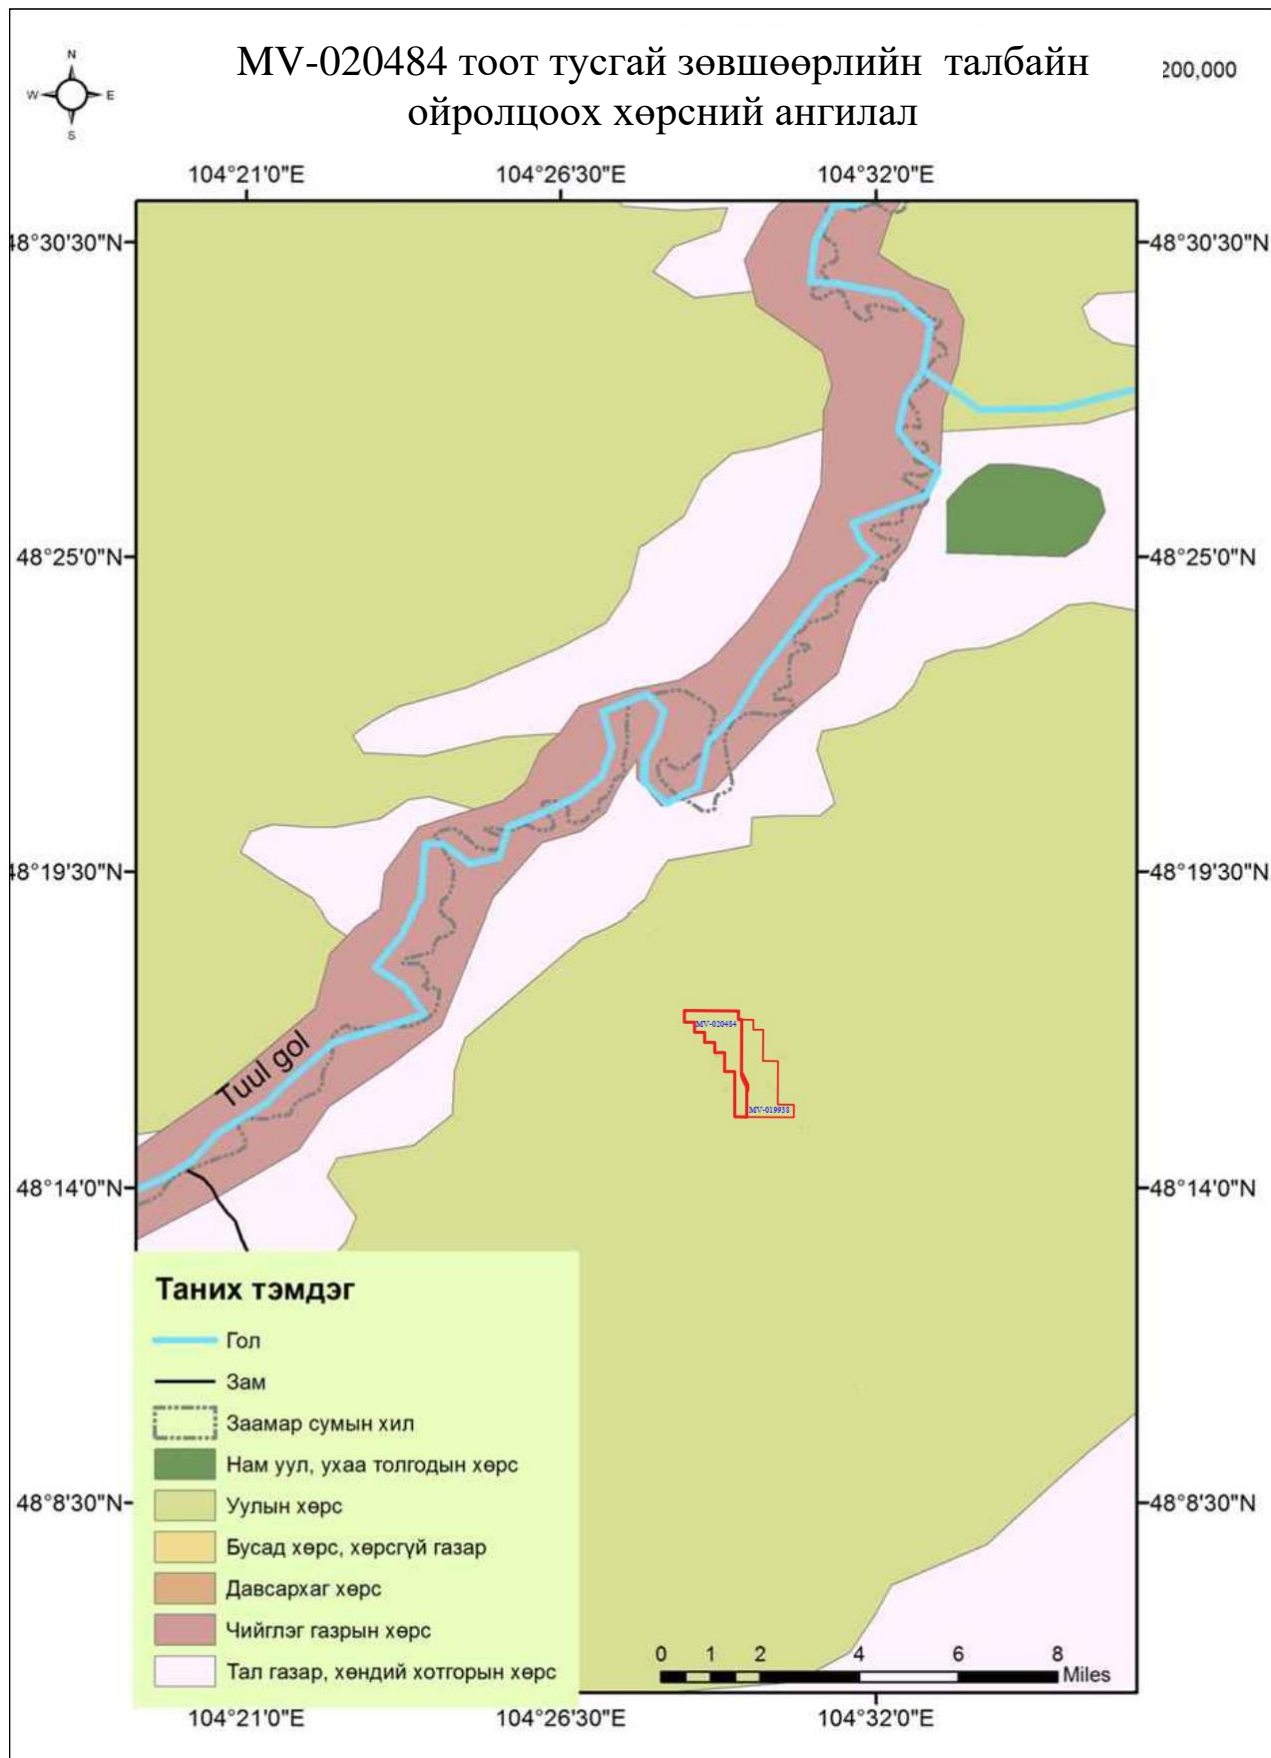 MV-020484 тоот тусгай зөвшөөрлийн талбайн
ойролцоох хөрсний ангилал
200,000
N
W E
S
104°21'0"E 104°26'30"E 104°32'0"E
48°30'30"N 48°30'30"N
48°25'0"N 48°25'0"N
48°19'30"N 48°19'30"N
MV-020484
Tuul gol
MV-019938
48°14'0"N 48°14'0"N
Таних тэмдэг
Гол
Зам
Заамар сумын хил
Нам уул, ухаа толгодын хөрс
48°8'30"N 48°8'30"N
Уулын хөрс
Бусад хөрс, хөрсгүй газар
Давсархаг хөрс
Чийглэг газрын хөрс
Тал газар, хөндий хотгорын хөрс
0 1 2 4 6 8
Miles
104°21'0"E 104°26'30"E 104°32'0"E